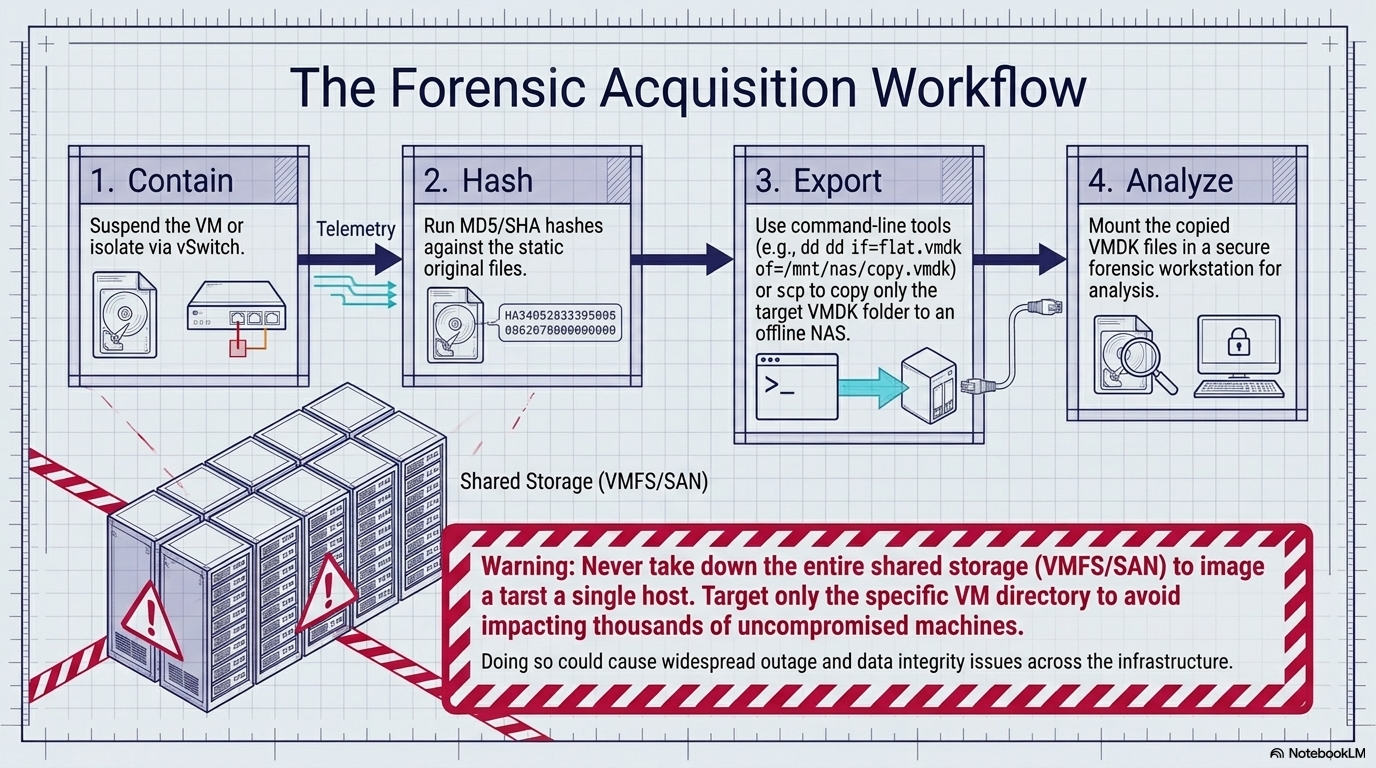 The Forensic Acquisition Workflow
1. Contain
Suspend the VM or
isolate via vSwitch.
Telemetry
2. Hash
Run MD5/SHA hashes
against the static
original files.
HA34052833395005
0862078800000000
3. Export
Use command-line tools
(e.g., dd dd if=flat.vmdk
of=/mnt/nas/copy.vmdk)
or scp to copy only the
target VMDK folder to an
offline NAS.
>_
4. Analyze
Mount the copied
VMDK files in a secure
forensic workstation for
analysis.
Shared Storage (VMFS/SAN)
Warning: Never take down the entire shared storage (VMFS/SAN) to image
a tarst a single host. Target only the specific VM directory to avoid
impacting thousands of uncompromised machines.
Doing so could cause widespread outage and data integrity issues across the infrastructure.
NotebookLM